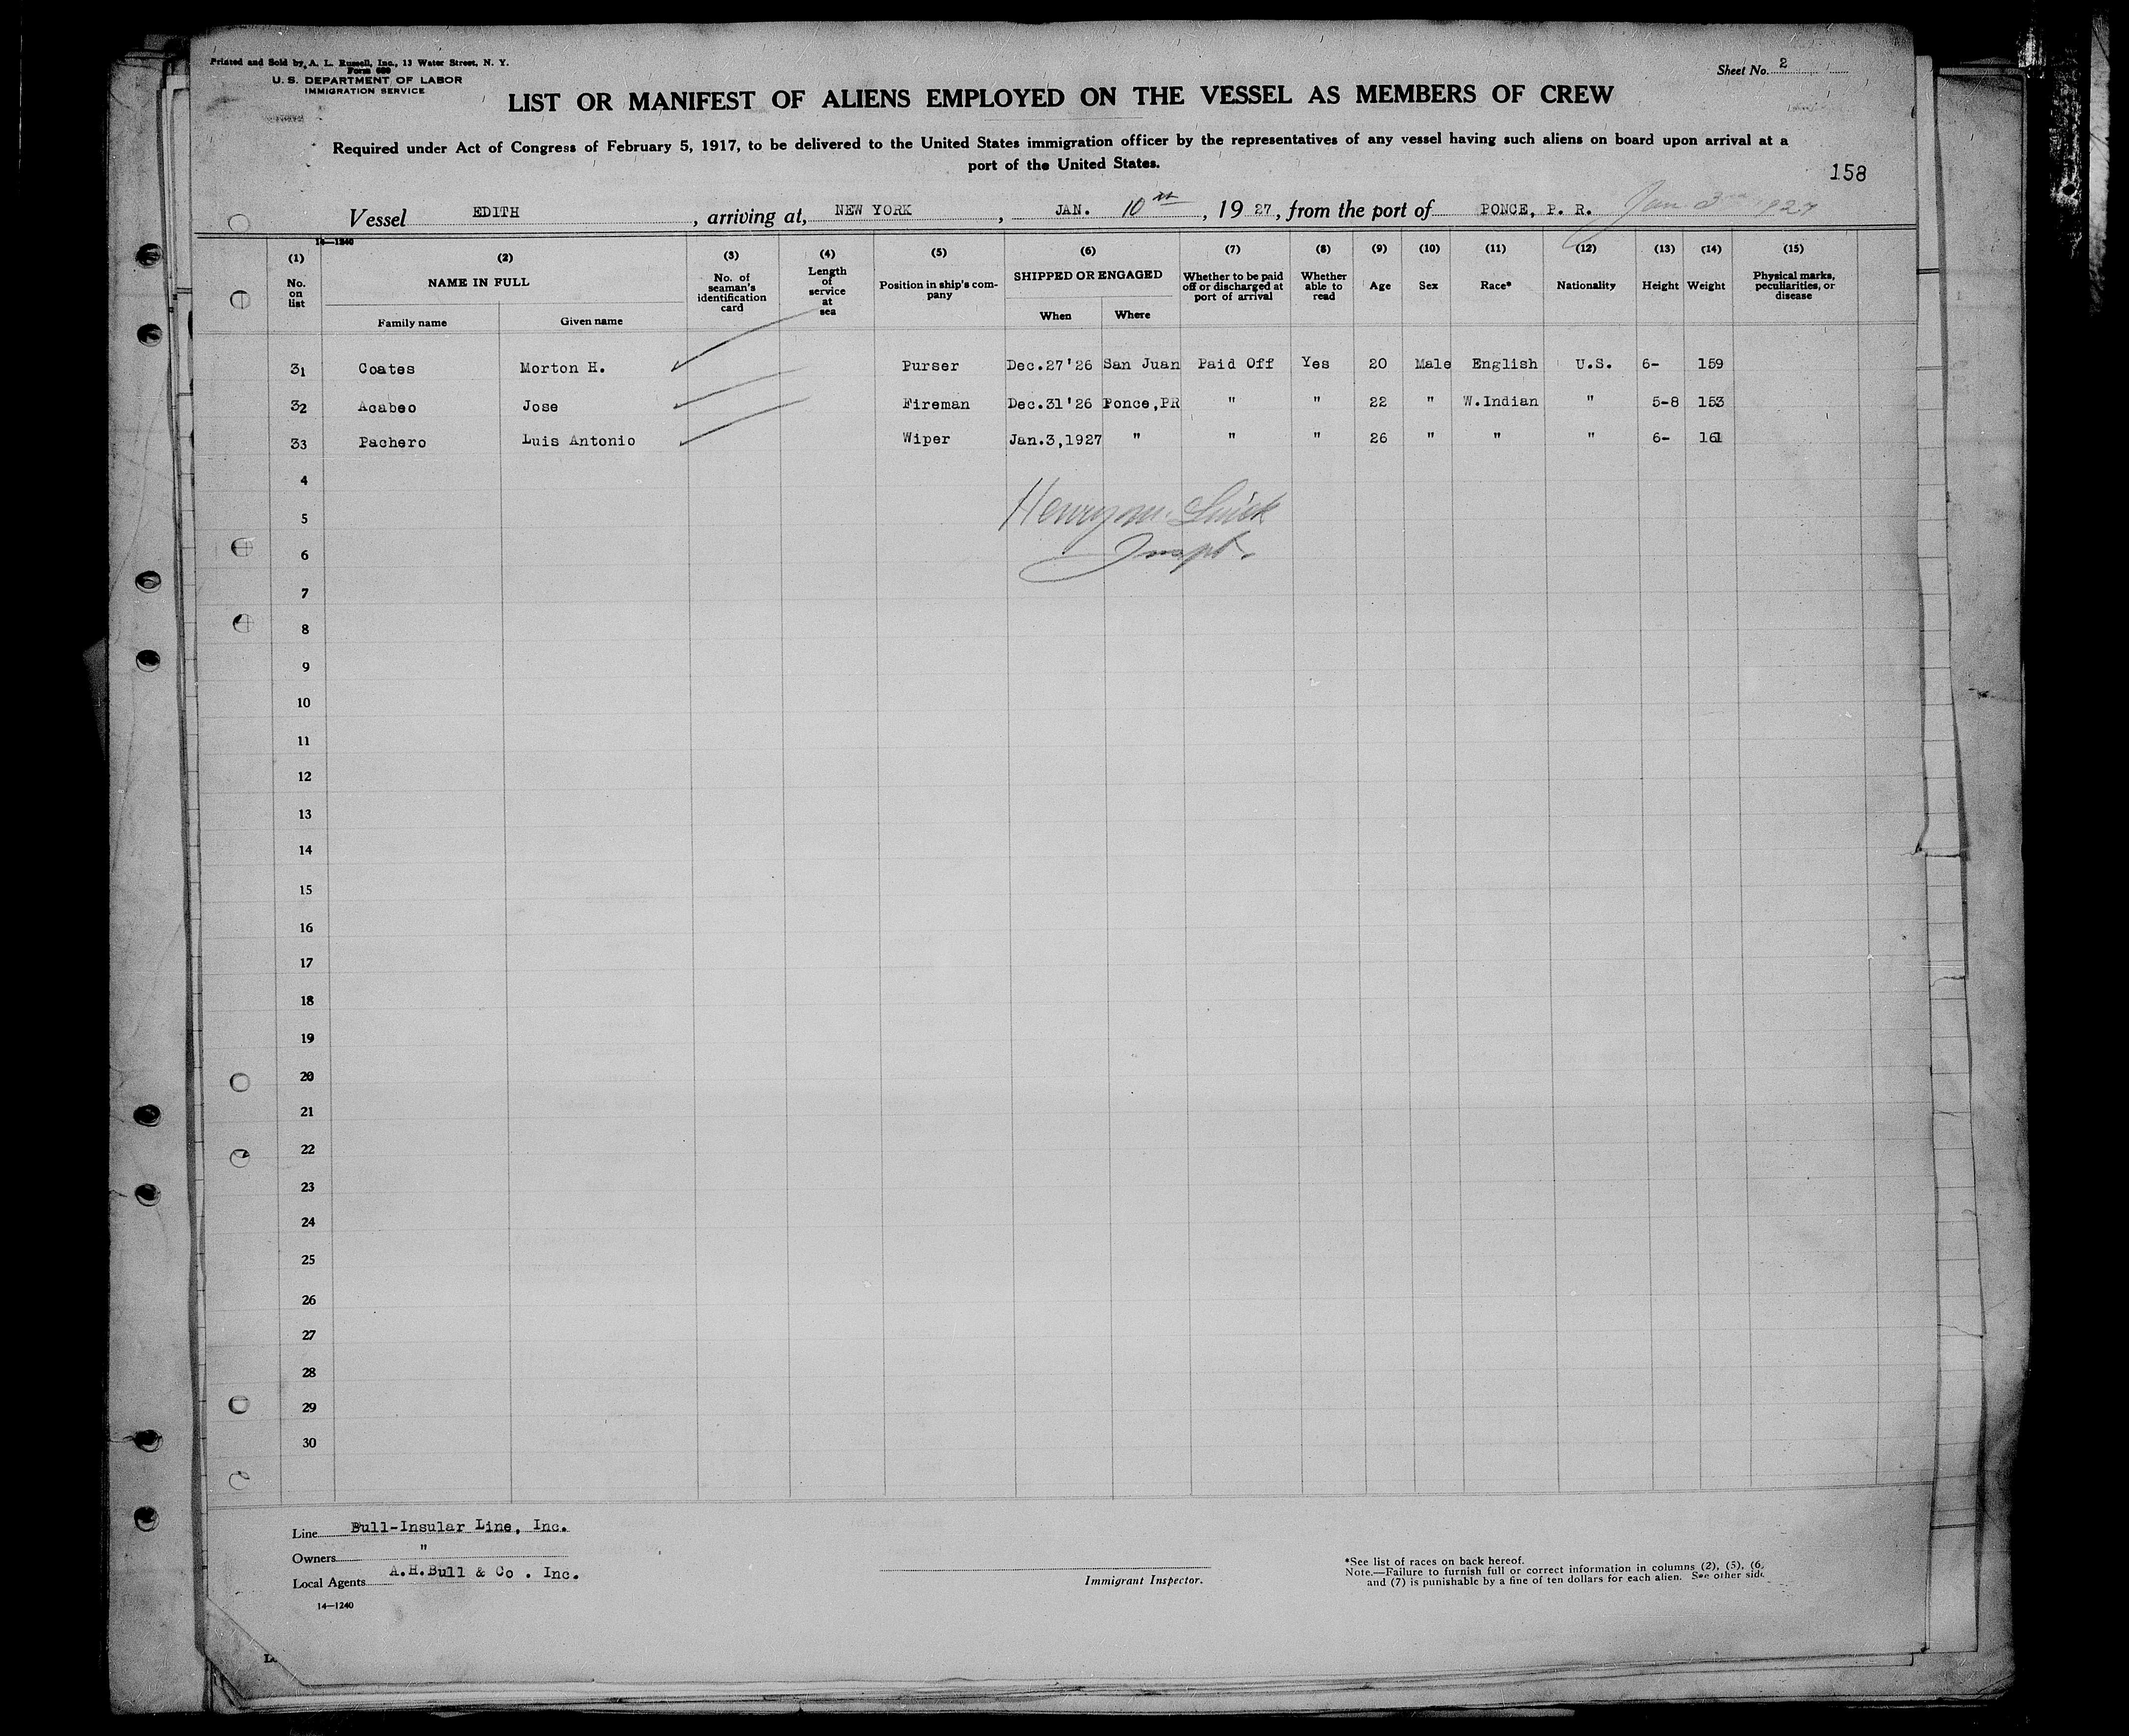 Printed and Sold by A. L. Russell, Inc., 13 Water Street, N. Y.
Form 680
U. S. DEPARTMENT OF LABOR
IMMIGRATION SERVICE
Sheet No. 2
LIST OR MANIFEST OF ALIENS EMPLOYED ON THE VESSEL AS MEMBERS OF CREW
Required under Act of Congress of February 5, 1917, to be delivered to the United States immigration officer by the representatives of any vessel having such aliens on board upon arrival at a
port of the United States.
158
Vessel EDITH, arriving at, NEW YORK, JAN. 10th, 1927, from the port of PONCE, P. R. Jan 3rd 1927
14—1240
(1) (2) (3) (4) (5) (6) (7) (8) (9) (10) (11) (12) (13) (14) (15)
No. on list NAME IN FULL Family name Given name No. of seaman's identification card Length of service at sea Position in ship's company SHIPPED OR ENGAGED When Where Whether to be paid off or discharged at port of arrival Whether able to read Age Sex Race* Nationality Height Weight Physical marks, peculiarities, or disease
31 Coates Morton H. Purser Dec.27'26 San Juan Paid Off Yes 20 Male English U.S. 6- 159
32 Acabeo Jose Fireman Dec.31'26 Ponce,PR " " 22 " W.Indian " 5-8 153
33 Pachero Luis Antonio Wiper Jan.3,1927 " " " 26 " " " 6- 161
4
5 Henry M.
6 Inspt.
7
8
9
10
11
12
13
14
15
16
17
18
19
20
21
22
23
24
25
26
27
28
29
30
Line Bull-Insular Line, Inc.
Owners "
Local Agents A.H.Bull & Co. Inc.
14—1240
Immigrant Inspector.
*See list of races on back hereof.
Note.—Failure to furnish full or correct information in columns (2), (5), (6,
and (7) is punishable by a fine of ten dollars for each alien. See other side